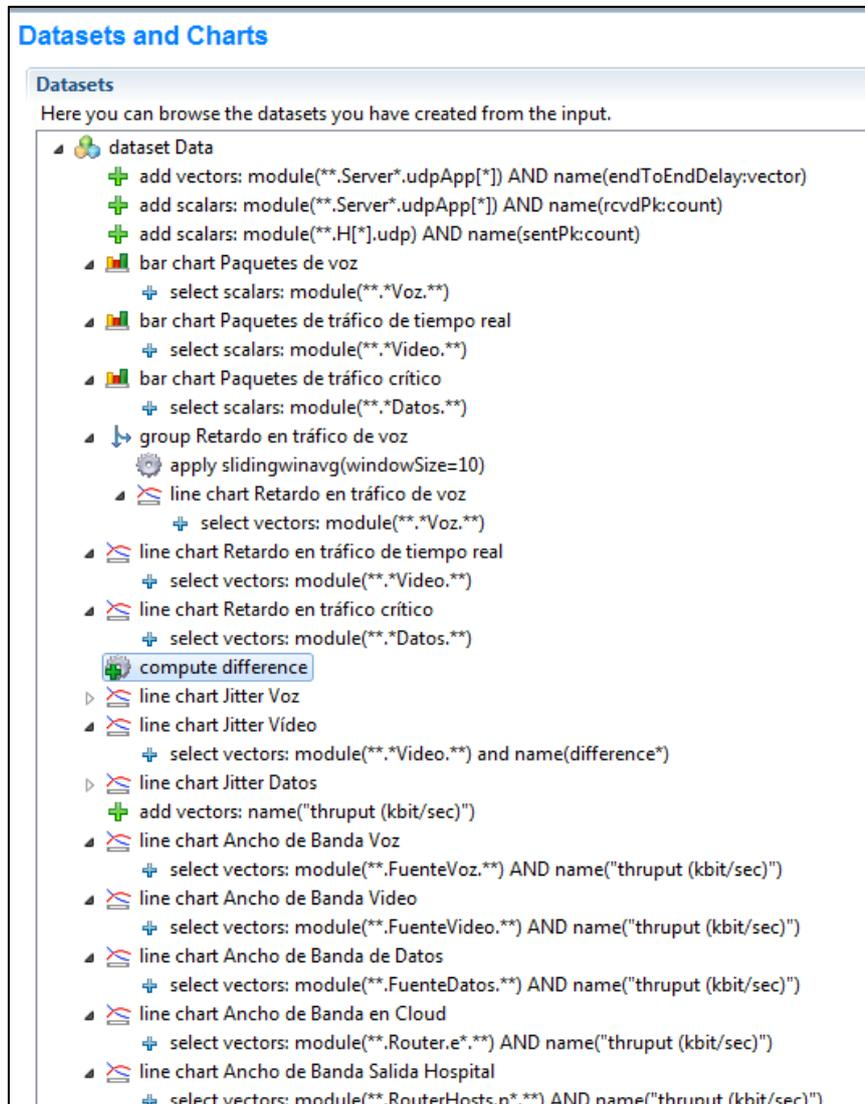 Datasets and Charts
Datasets
Here you can browse the datasets you have created from the input.
dataset Data
add vectors: module(**.Server*.udpApp[*]) AND name(endToEndDelay:vector)
add scalars: module(**.Server*.udpApp[*]) AND name(rcvdPk:count)
add scalars: module(**.H[*].udp) AND name(sentPk:count)
bar chart Paquetes de voz
select scalars: module(**.*Voz.**)
bar chart Paquetes de tráfico de tiempo real
select scalars: module(**.*Video.**)
bar chart Paquetes de tráfico crítico
select scalars: module(**.*Datos.**)
group Retardo en tráfico de voz
apply slidingwinavg(windowSize=10)
line chart Retardo en tráfico de voz
select vectors: module(**.*Voz.**)
line chart Retardo en tráfico de tiempo real
select vectors: module(**.*Video.**)
line chart Retardo en tráfico crítico
select vectors: module(**.*Datos.**)
compute difference
line chart Jitter Voz
line chart Jitter Vídeo
select vectors: module(**.*Video.**) and name(difference*)
line chart Jitter Datos
add vectors: name("thruput (kbit/sec)")
line chart Ancho de Banda Voz
select vectors: module(**.FuenteVoz.**) AND name("thruput (kbit/sec)")
line chart Ancho de Banda Video
select vectors: module(**.FuenteVideo.**) AND name("thruput (kbit/sec)")
line chart Ancho de Banda de Datos
select vectors: module(**.FuenteDatos.**) AND name("thruput (kbit/sec)")
line chart Ancho de Banda en Cloud
select vectors: module(**.Router.e*.**) AND name("thruput (kbit/sec)")
line chart Ancho de Banda Salida Hospital
select vectors: module(**.RouterHosts.p*.**) AND name("thruput (kbit/sec)")